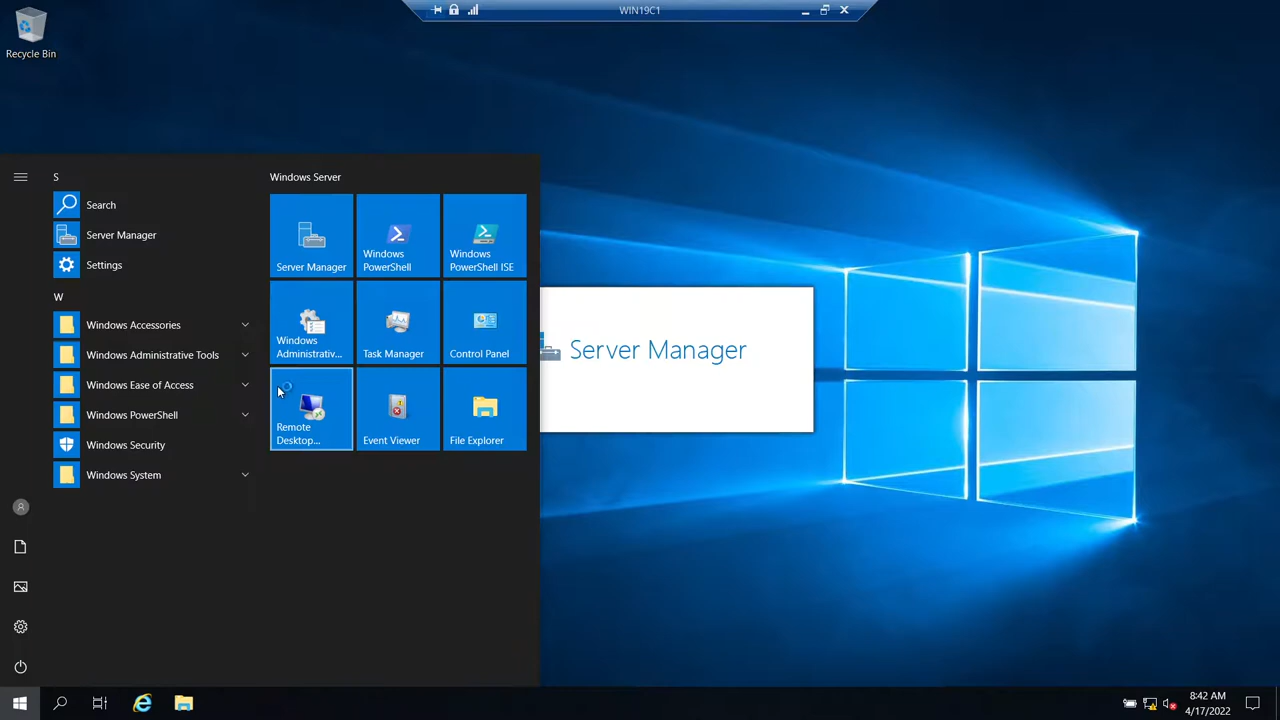 WIN19C1
Recycle Bin
S
Search
Server Manager
Settings
W
Windows Accessories
Windows Administrative Tools
Windows Ease of Access
Windows PowerShell
Windows Security
Windows System
Windows Server
Server Manager
Windows
PowerShell
Windows
PowerShell ISE
Windows
Administrativ...
Task Manager
Control Panel
Remote
Desktop...
Event Viewer
File Explorer
Server Manager
8:42 AM
4/17/2022